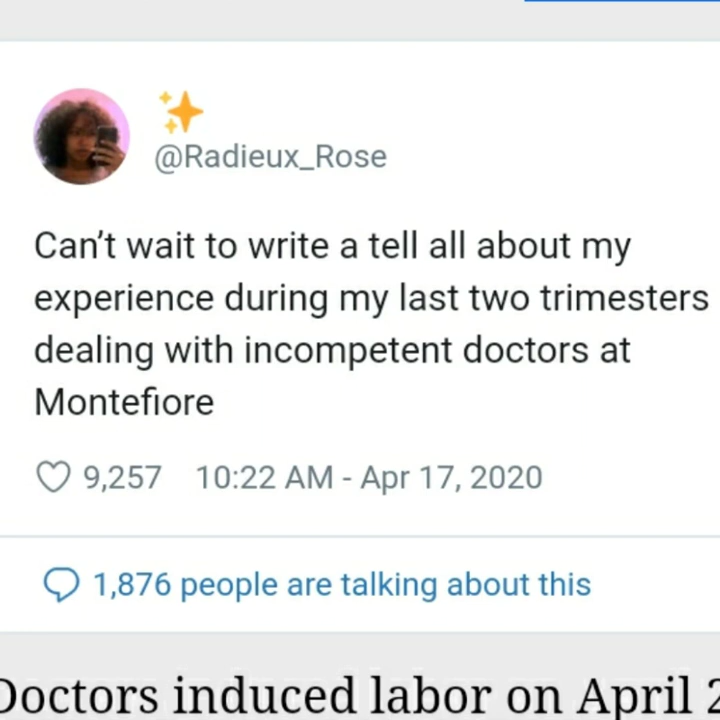 @Radieux_Rose
Can't wait to write a tell all about my
experience during my last two trimesters
dealing with incompetent doctors at
Montefiore
9,257 10:22 AM - Apr 17, 2020
1,876 people are talking about this
Doctors induced labor on April 2